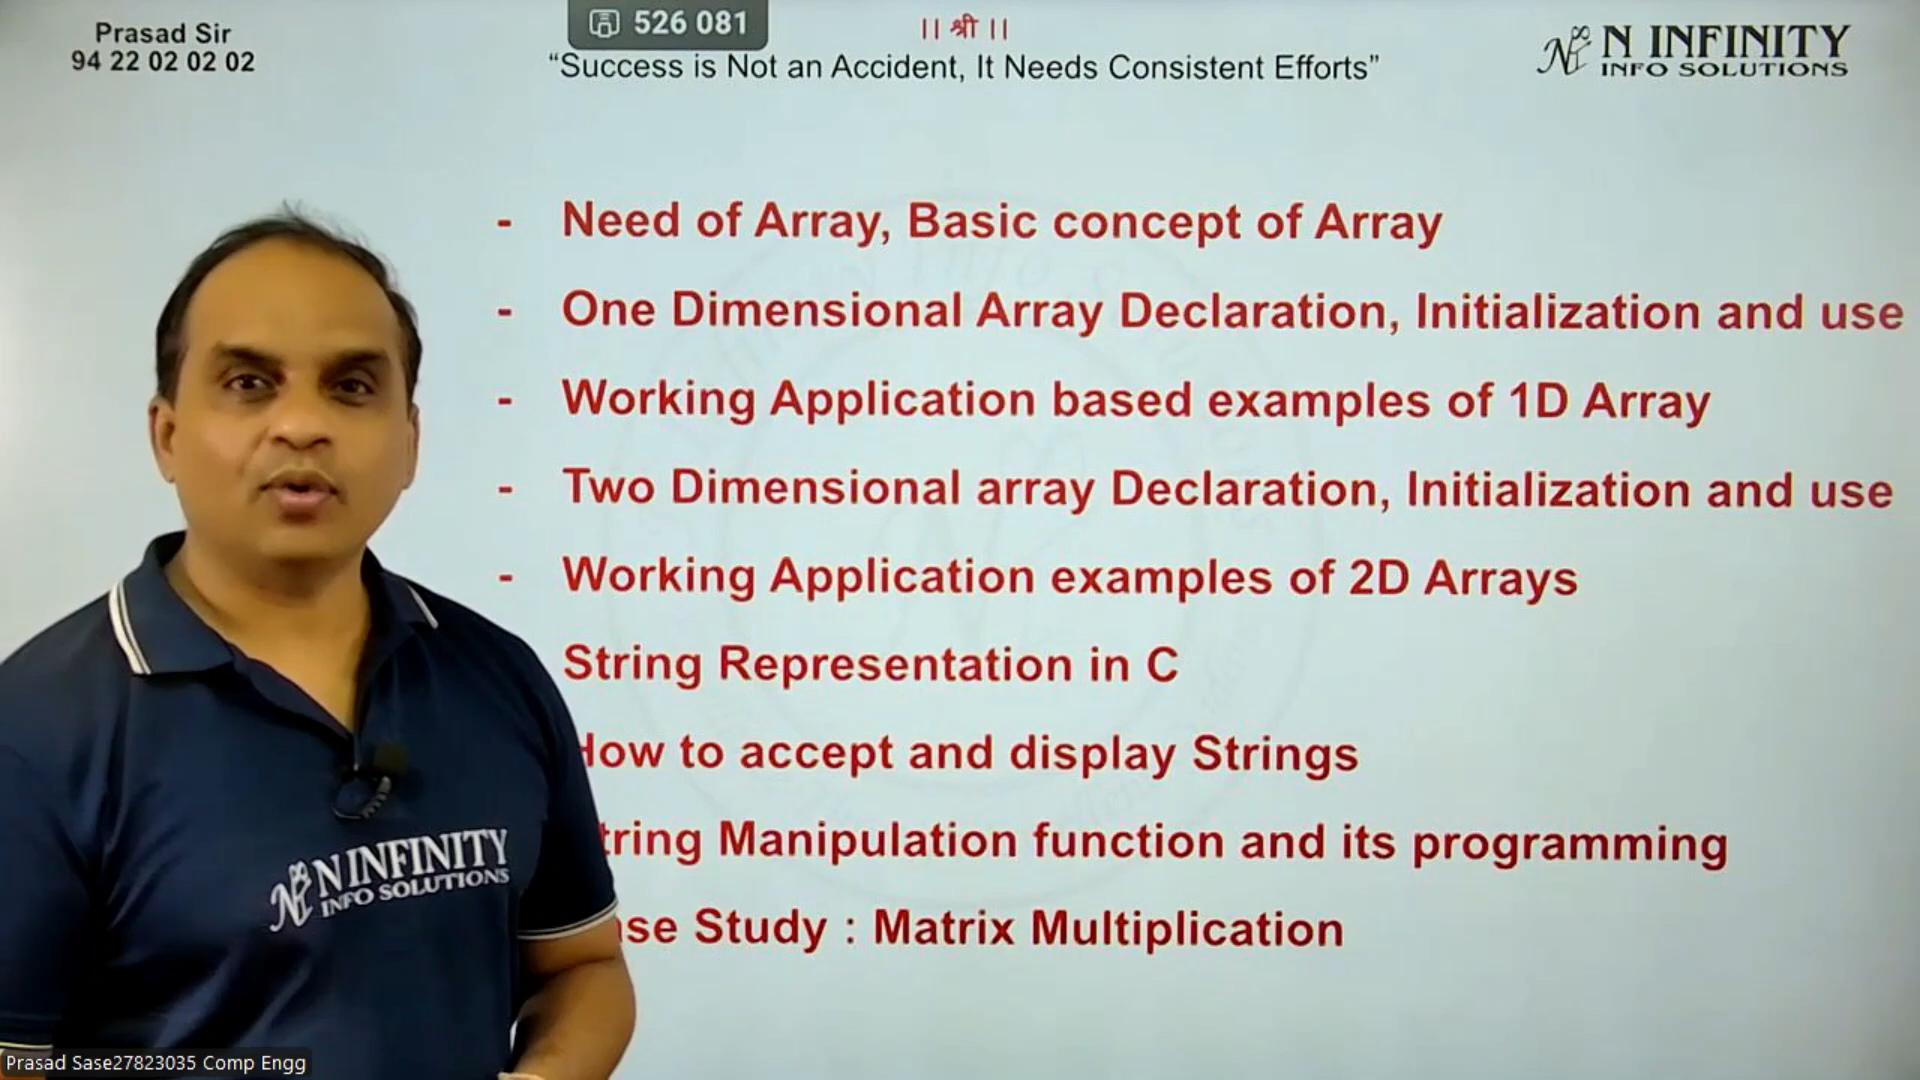 Prasad Sir
94 22 02 02 02
526 081
|| श्री ||
“Success is Not an Accident, It Needs Consistent Efforts”
N INFINITY
INFO SOLUTIONS
- Need of Array, Basic concept of Array
- One Dimensional Array Declaration, Initialization and use
- Working Application based examples of 1D Array
- Two Dimensional array Declaration, Initialization and use
- Working Application examples of 2D Arrays
String Representation in C
How to accept and display Strings
tring Manipulation function and its programming
se Study : Matrix Multiplication
N INFINITY
INFO SOLUTIONS
Prasad Sase27823035 Comp Engg